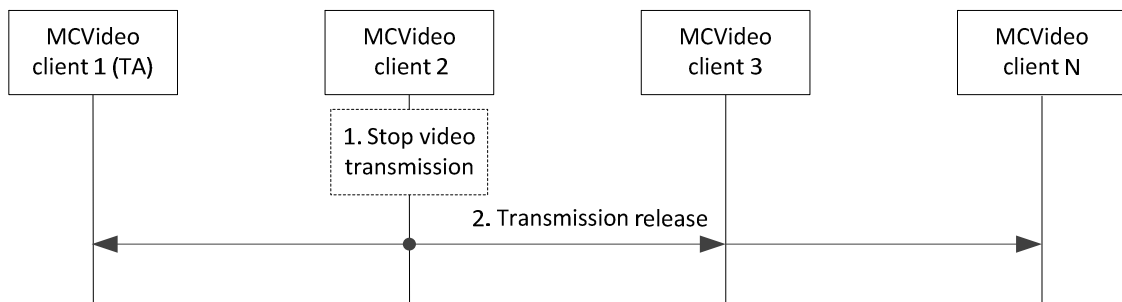 MCVideo
client 1 (TA)
MCVideo
client 2
MCVideo
client 3
MCVideo
client N
1. Stop video
transmission
2. Transmission release